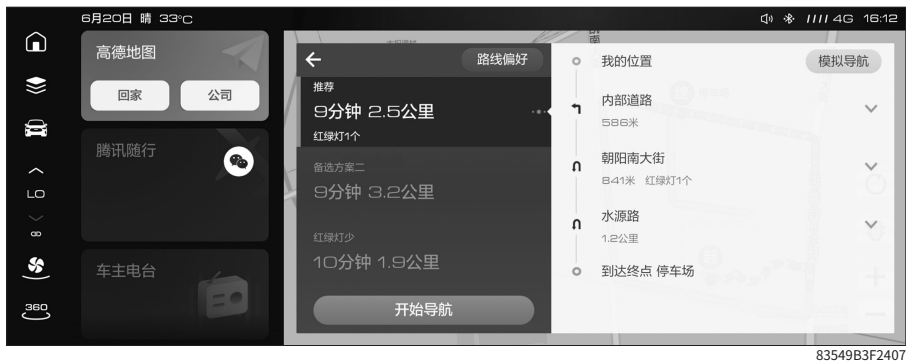 6月20日 晴 33°C
4G 16:12
高德地图
回家
公司
腾讯随行
车主电台
LO
360
路线偏好
推荐
9分钟 2.5公里
红绿灯1个
备选方案二
9分钟 3.2公里
红绿灯少
10分钟 1.9公里
开始导航
我的位置
模拟导航
内部道路
586米
朝阳南大街
841米 红绿灯1个
水源路
1.2公里
到达终点 停车场
83549B3F2407